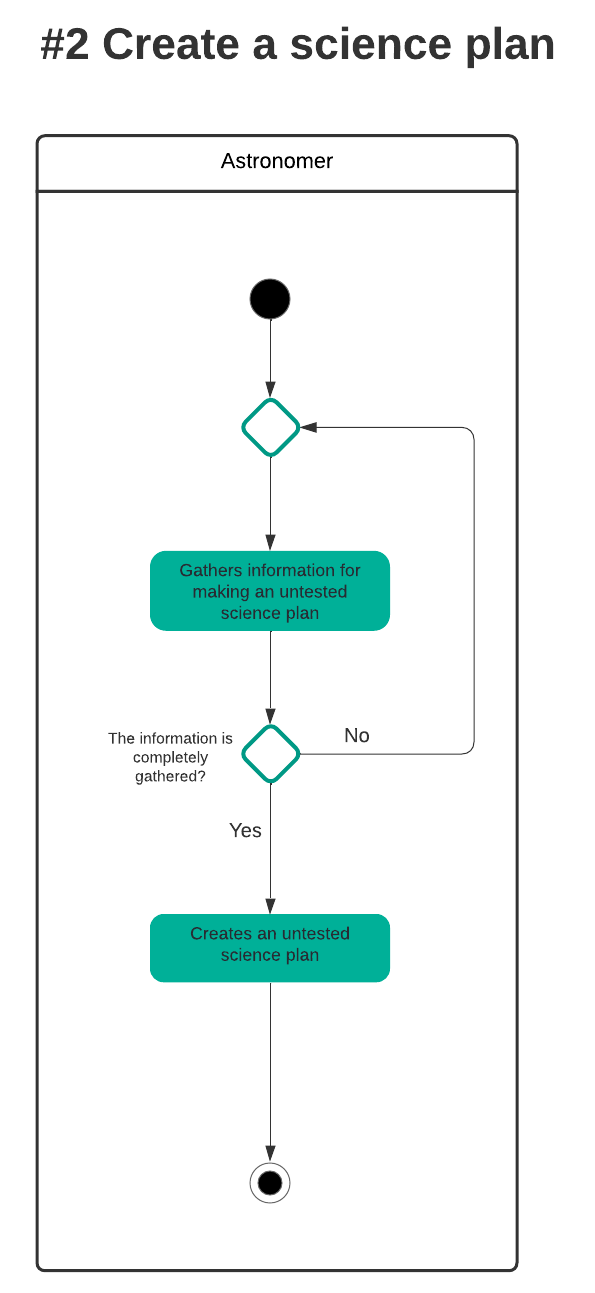 #2 Create a science plan
Astronomer
Gathers information for
making an untested
science plan
The information is
completely
gathered?
No
Yes
Creates an untested
science plan